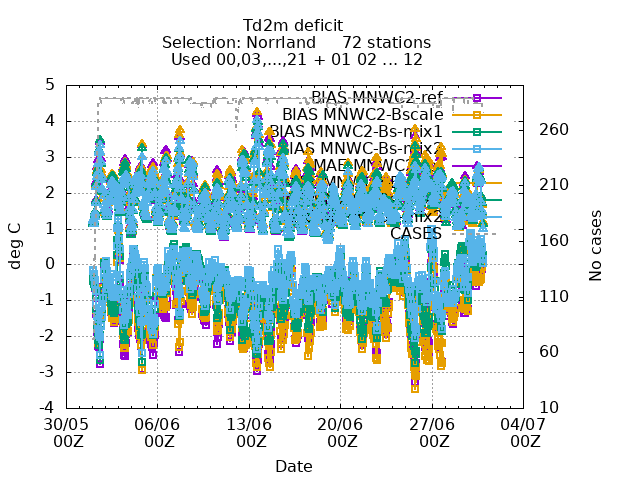 Td2m deficit
Selection: Norrland 72 stations
Used 00,03,...,21 + 01 02 ... 12
5
4
3
2
1
0
-1
-2
-3
-4
deg C
BIAS MNWC2-ref
BIAS MNWC2-Bscale
BIAS MNWC2-Bs-mix1
BIAS MNWC-Bs-mix2
MAE MNWC2
CASES
260
210
160
110
60
10
No cases
30/05 06/06 13/06 20/06 27/06 04/07
00Z 00Z 00Z 00Z 00Z 00Z
Date